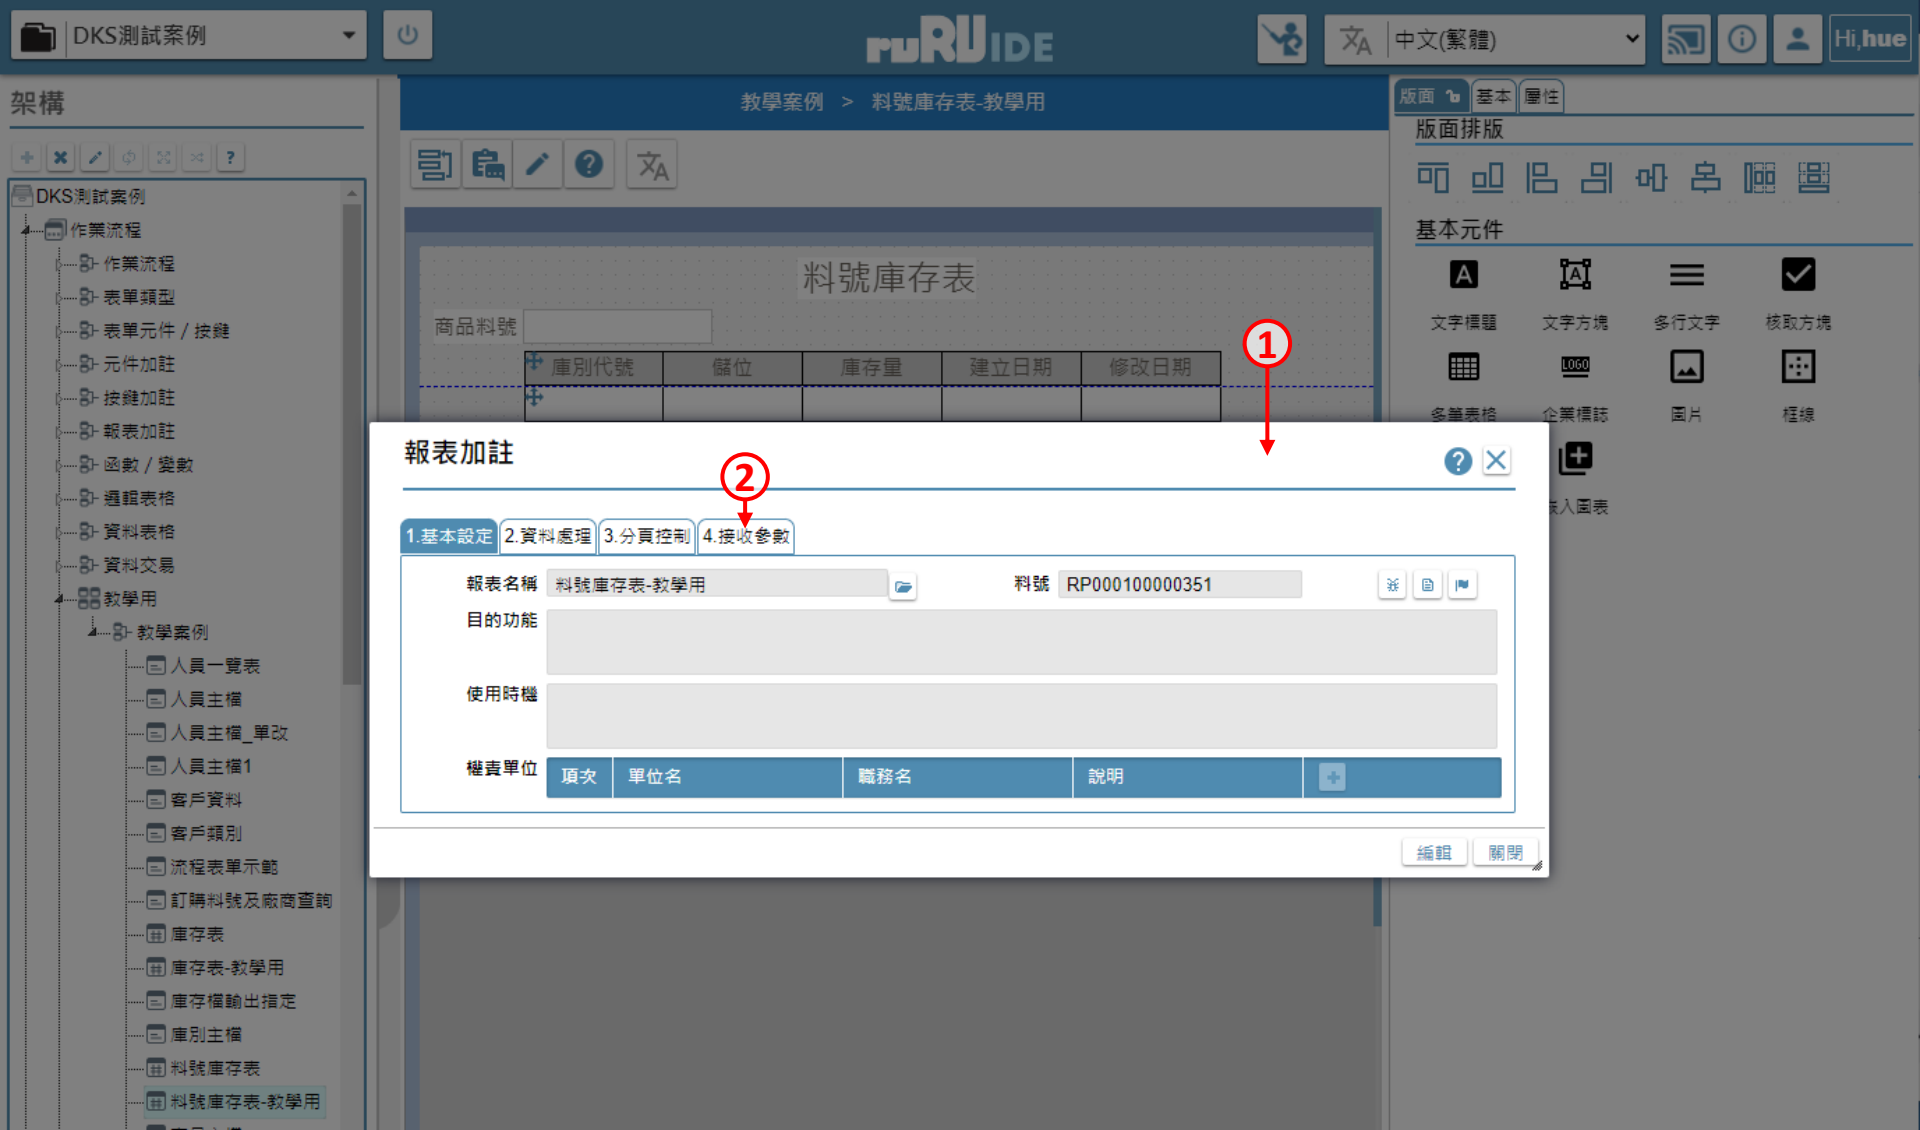 DKS測試案例
ruRU IDE
中文(繁體)
Hi,hue
架構
教學案例 > 料號庫存表-教學用
版面
基本
屬性
版面排版
DKS測試案例
作業流程
作業流程
表單類型
表單元件 / 按鍵
元件加註
按鍵加註
報表加註
函數 / 變數
邏輯表格
資料表格
資料交易
教學用
教學案例
人員一覽表
人員主檔
人員主檔_單改
人員主檔1
客戶資料
客戶類別
流程表單示範
訂購料號及廠商查詢
庫存表
庫存表-教學用
庫存檔輸出指定
庫別主檔
料號庫存表
料號庫存表-教學用
料號庫存表
商品料號
庫別代號 儲位 庫存量 建立日期 修改日期
基本元件
文字標題 文字方塊 多行文字 核取方塊
LOGO
多筆表格 企業標誌 圖片 框線
入圖表
1
2
報表加註
1.基本設定 2.資料處理 3.分頁控制 4.接收參數
報表名稱 料號庫存表-教學用 料號 RP000100000351
目的功能
使用時機
權責單位 項次 單位名 職務名 說明
編輯 關閉